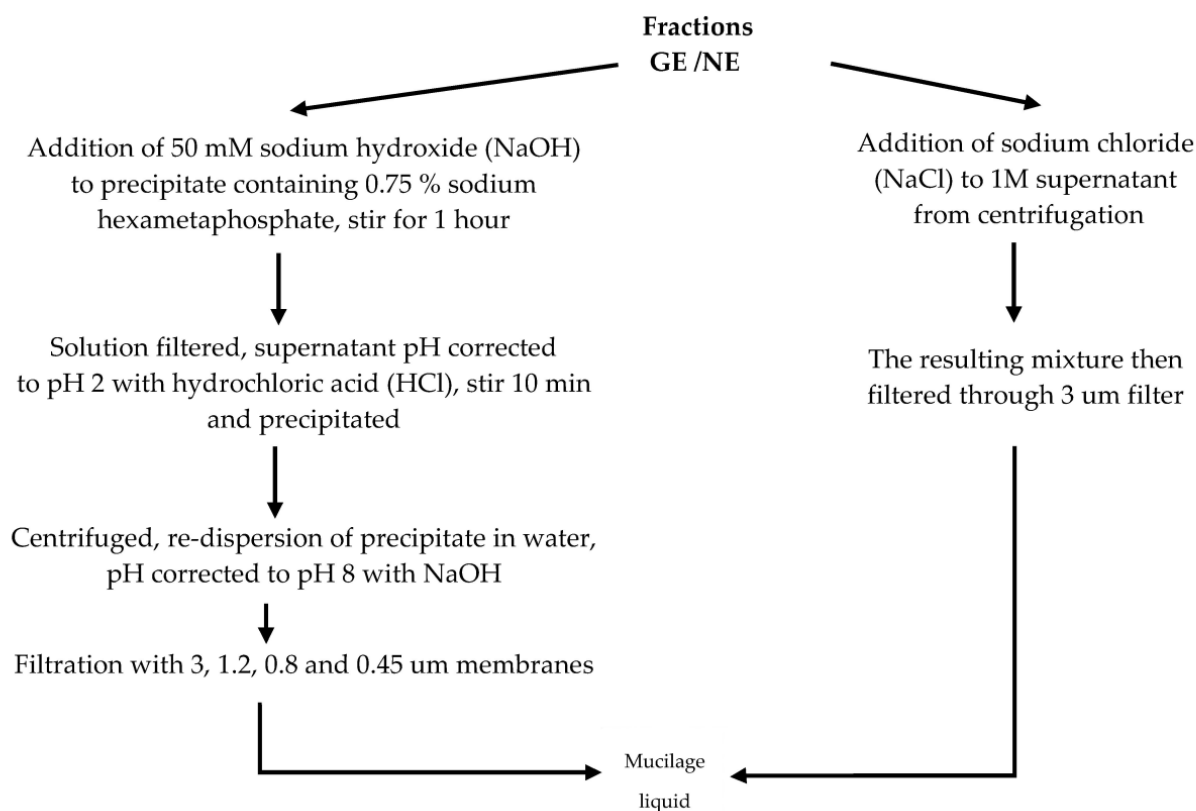 Fractions
GE /NE
Addition of 50 mM sodium hydroxide (NaOH)
to precipitate containing 0.75 % sodium
hexametaphosphate, stir for 1 hour
Solution filtered, supernatant pH corrected
to pH 2 with hydrochloric acid (HCl), stir 10 min
and precipitated
Centrifuged, re-dispersion of precipitate in water,
pH corrected to pH 8 with NaOH
Filtration with 3, 1.2, 0.8 and 0.45 um membranes
Addition of sodium chloride
(NaCl) to 1M supernatant
from centrifugation
The resulting mixture then
filtered through 3 um filter
Mucilage
liquid